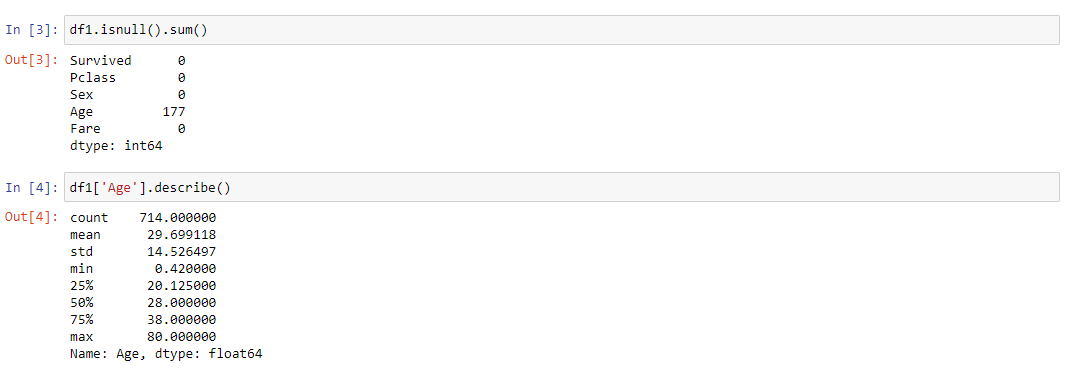 In [3]: df1.isnull().sum()
Out[3]: Survived      0
Pclass        0
Sex           0
Age         177
Fare          0
dtype: int64
In [4]: df1['Age'].describe()
Out[4]: count    714.000000
mean      29.699118
std       14.526497
min        0.420000
25%       20.125000
50%       28.000000
75%       38.000000
max       80.000000
Name: Age, dtype: float64